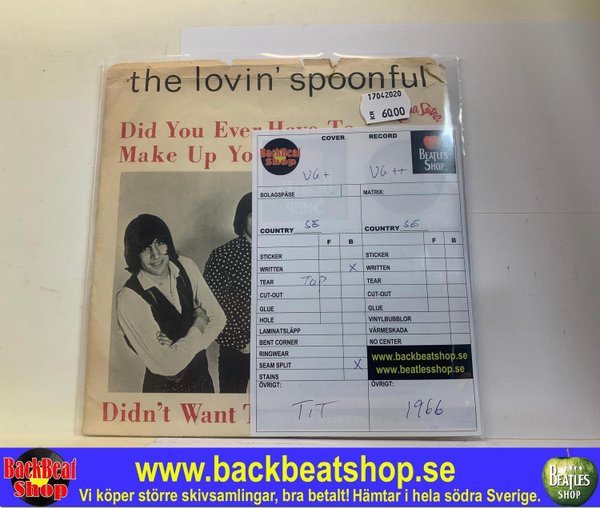 the lovin' spoonful
17042020
KR 60.00
Did You Ever Have To
Make Up Yo
COVER
RECORD
BackBeat Shop
BEATLES SHOP
VG+
VG++
BOLAGSPÅSE
MATRIX:
COUNTRY SE
COUNTRY SE
F B
F B
STICKER
STICKER
WRITTEN X
WRITTEN
TEAR TOP
TEAR
CUT-OUT
CUT-OUT
GLUE
GLUE
HOLE
VINYLBUBBLOR
LAMINATSLÄPP
VÄRMESKADA
BENT CORNER
NO CENTER
RINGWEAR
SEAM SPLIT X
STAINS
www.backbeatshop.se
www.beatlesshop.se
ÖVRIGT:
ÖVRIGT:
TIT
1966
Didn't Want T
BackBeat Shop
www.backbeatshop.se
Vi köper större skivsamlingar, bra betalt! Hämtar i hela södra Sverige.
BEATLES SHOP